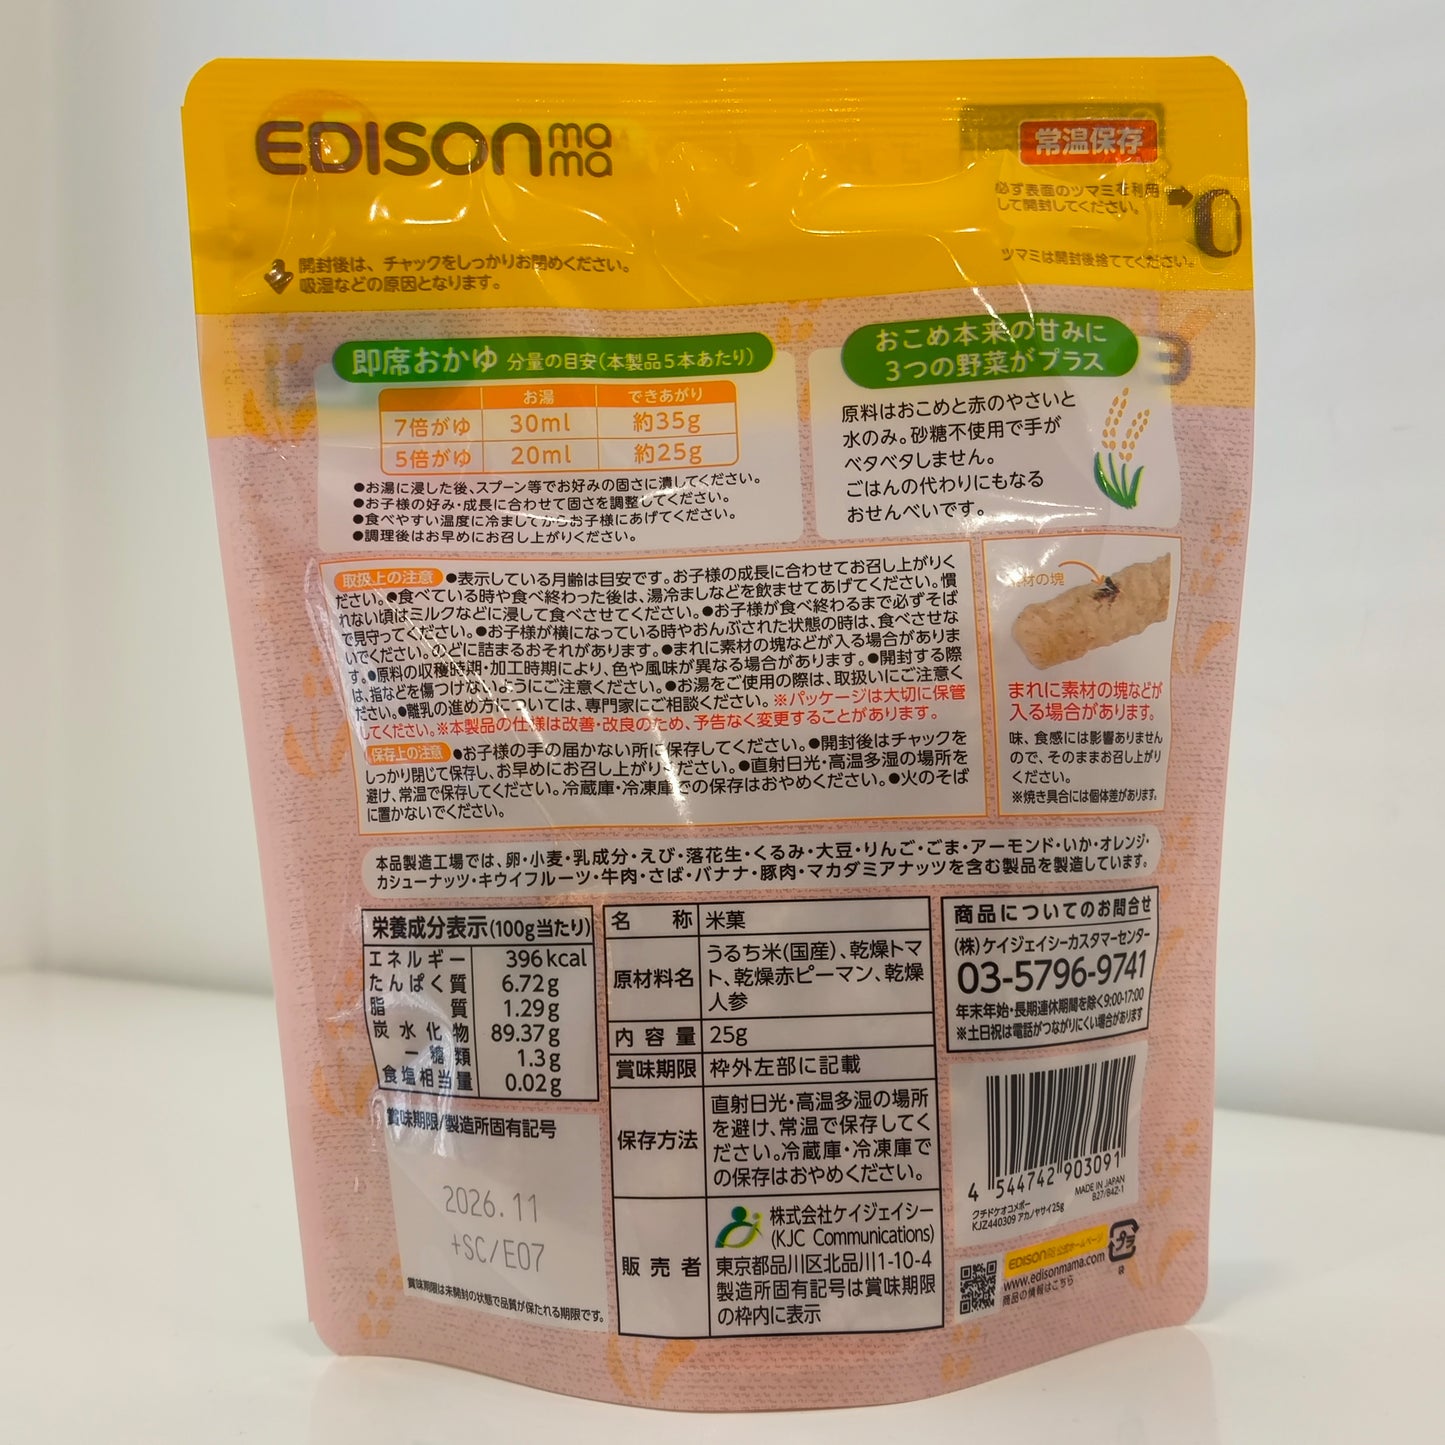 EDISON mama
常温保存
必ず表面のツマミを利用
して開封してください。
ツマミは開封後捨ててください。
開封後は、チャックをしっかりお閉めください。
吸湿などの原因となります。
即席おかゆ 分量の目安(本製品5本あたり)
お湯 できあがり
7倍がゆ 30ml 約35g
5倍がゆ 20ml 約25g
●お湯に浸した後、スプーン等でお好みの固さに潰してください。
●お子様の好み・成長に合わせて固さを調整してください。
●食べやすい温度に冷ましてからお子様にあげてください。
●調理後はお早めにお召し上がりください。
おこめ本来の甘みに
3つの野菜がプラス
原料はおこめと赤のやさいと
水のみ。砂糖不使用で手が
ベタベタしません。
ごはんの代わりにもなる
おせんべいです。
取扱上の注意 ●表示している月齢は目安です。お子様の成長に合わせてお召し上がりく
ださい。●食べている時や食べ終わった後は、湯冷ましなどを飲ませてあげてください。慣
れない頃はミルクなどに浸して食べさせてください。●お子様が食べ終わるまで必ずそば
で見守ってください。●お子様が横になっている時やおんぶされた状態の時は、食べさせな
いでください。のどに詰まるおそれがあります。●まれに素材の塊などが入る場合がありま
す。●原料の収穫時期・加工時期により、色や風味が異なる場合があります。●開封する際
は、指などを傷つけないようにご注意ください。●お湯をご使用の際は、取扱いにご注意く
ださい。●離乳の進め方については、専門家にご相談ください。※パッケージは大切に保管
してください。※本製品の仕様は改善・改良のため、予告なく変更することがあります。
保存上の注意 ●お子様の手の届かない所に保存してください。●開封後はチャックを
しっかり閉じて保存し、お早めにお召し上がりください。●直射日光・高温多湿の場所を
避け、常温で保存してください。冷蔵庫・冷凍庫での保存はおやめください。●火のそば
に置かないでください。
素材の塊
まれに素材の塊などが
入る場合があります。
味、食感には影響ありません
ので、そのままお召し上がり
ください。
※焼き具合には個体差があります。
本品製造工場では、卵・小麦・乳成分・えび・落花生・くるみ・大豆・りんご・ごま・アーモンド・いか・オレンジ・
カシューナッツ・キウイフルーツ・牛肉・さば・バナナ・豚肉・マカダミアナッツを含む製品を製造しています。
栄養成分表示(100g当たり)
エネルギー 396kcal
たんぱく質 6.72g
脂質 1.29g
炭水化物 89.37g
ー糖類 1.3g
食塩相当量 0.02g
賞味期限/製造所固有記号
2026.11
+SC/E07
賞味期限は未開封の状態で品質が保たれる期限です。
名称 米菓
原材料名 うるち米(国産)、乾燥トマ
ト、乾燥赤ピーマン、乾燥
人参
内容量 25g
賞味期限 枠外左部に記載
保存方法 直射日光・高温多湿の場所
を避け、常温で保存してく
ださい。冷蔵庫・冷凍庫で
の保存はおやめください。
販売者 株式会社ケイジェイシー
(KJC Communications)
東京都品川区北品川1-10-4
製造所固有記号は賞味期限
の枠内に表示
商品についてのお問合せ
(株)ケイジェイシーカスタマーセンター
03-5796-9741
年末年始・長期連休期間を除く9:00-17:00
※土日祝は電話がつながりにくい場合があります
4 544742 903091
MADE IN JAPAN
B27/B4Z-1
クチドケオコメボー
KJZ440309 アカノヤサイ25g
EDISONmama公式ホームページ
www.edisonmama.com
商品の情報はこちら
プラ
袋